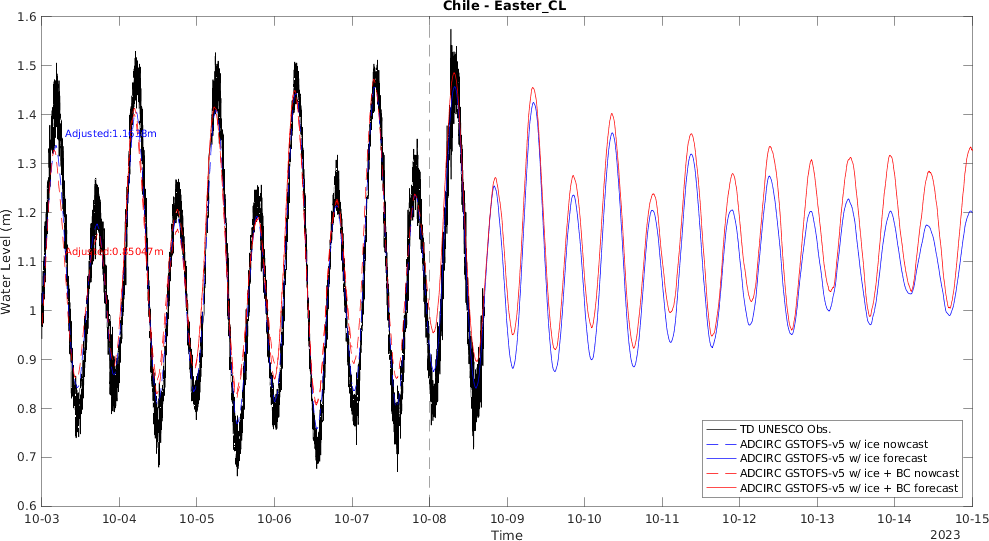 Chile - Easter_CL
1.6
1.5
1.4
1.3
1.2
1.1
1
0.9
0.8
0.7
0.6
Water Level (m)
Adjusted:1.1638m
Adjusted:0.85047m
TD UNESCO Obs.
ADCIRC GSTOFS-v5 w/ ice nowcast
ADCIRC GSTOFS-v5 w/ ice forecast
ADCIRC GSTOFS-v5 w/ ice + BC nowcast
ADCIRC GSTOFS-v5 w/ ice + BC forecast
10-03 10-04 10-05 10-06 10-07 10-08 10-09 10-10 10-11 10-12 10-13 10-14 10-15
Time
2023